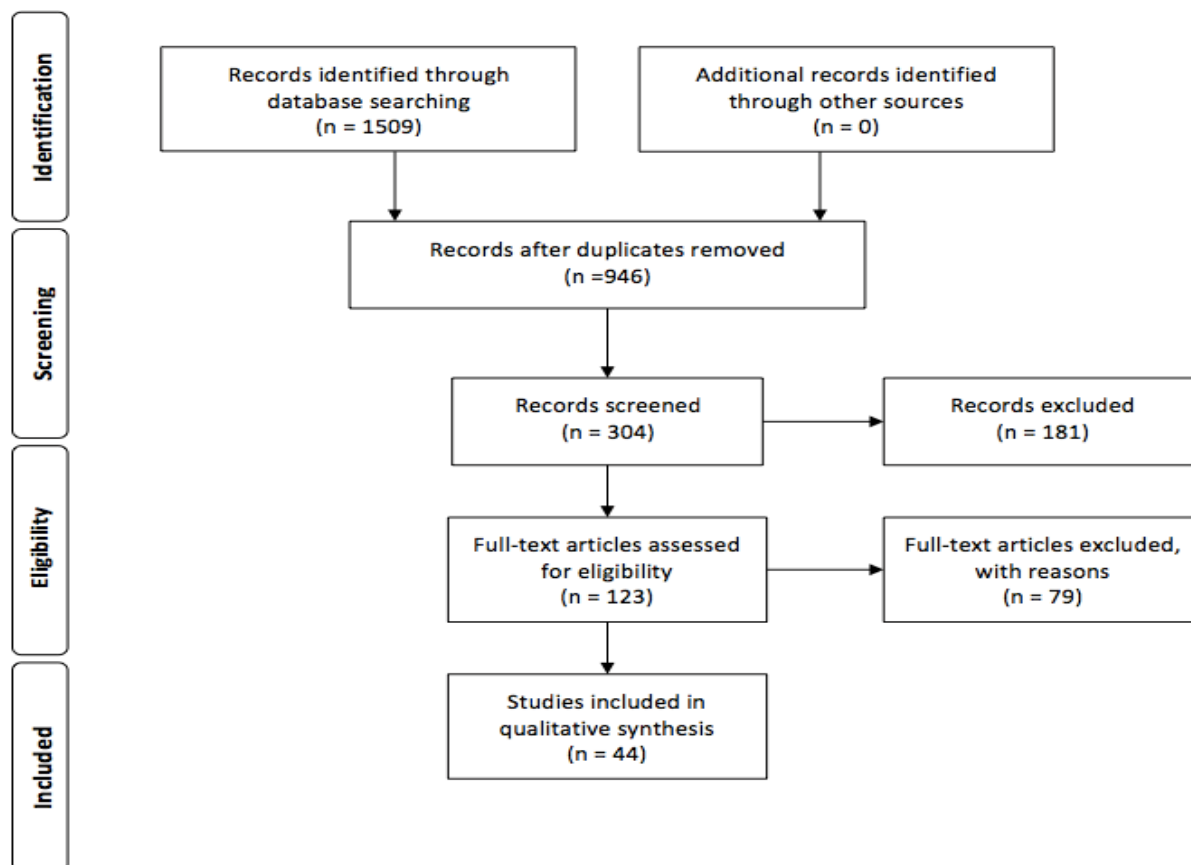 Identification
Records identified through
database searching
(n = 1509)
Additional records identified
through other sources
(n = 0)
Screening
Records after duplicates removed
(n =946)
Records screened
(n = 304)
Records excluded
(n = 181)
Eligibility
Full-text articles assessed
for eligibility
(n = 123)
Full-text articles excluded,
with reasons
(n = 79)
Included
Studies included in
qualitative synthesis
(n = 44)